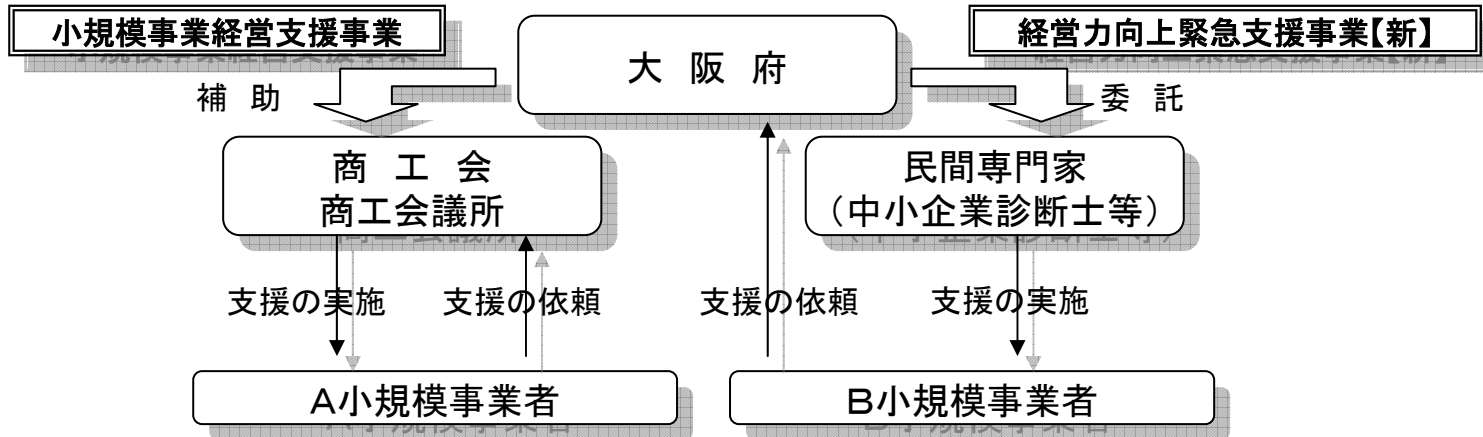 小規模事業経営支援事業
経営力向上緊急支援事業【新】
大 阪 府
補 助
委 託
商 工 会
商工会議所
民間専門家
（中小企業診断士等）
支援の実施
支援の依頼
支援の依頼
支援の実施
A小規模事業者
B小規模事業者